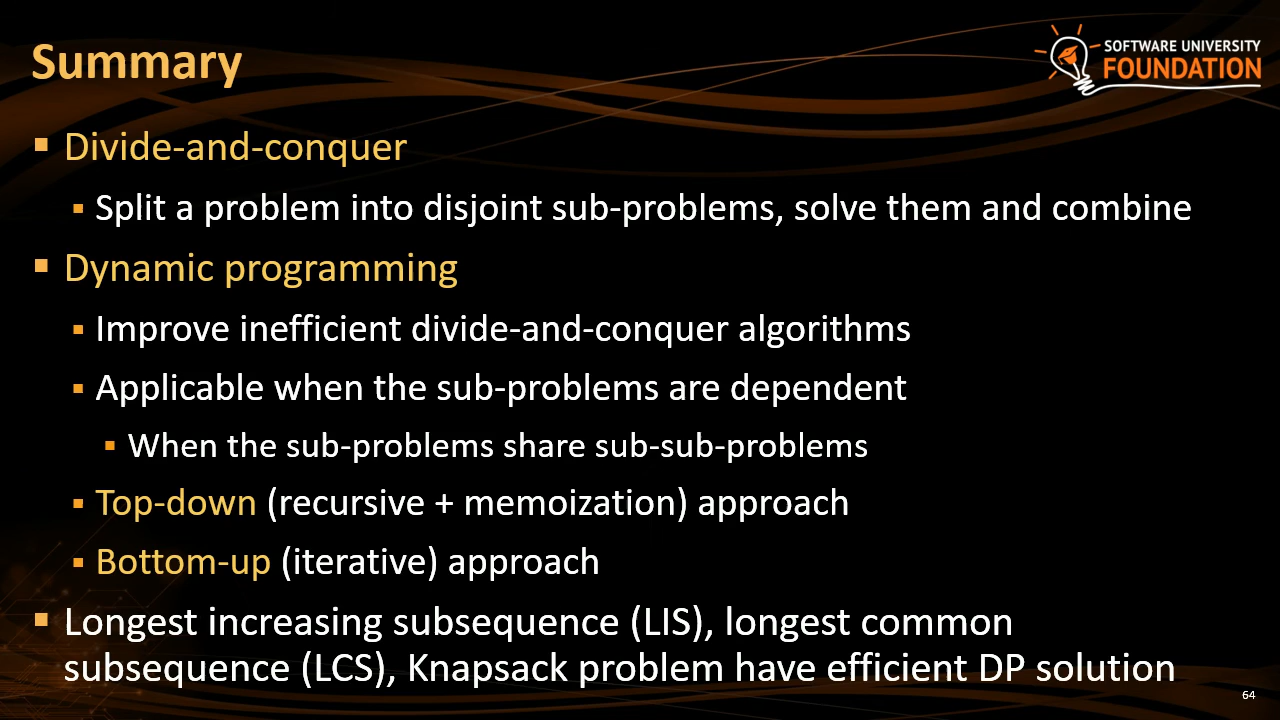 Summary
SOFTWARE UNIVERSITY
FOUNDATION
▪ Divide-and-conquer
▪ Split a problem into disjoint sub-problems, solve them and combine
▪ Dynamic programming
▪ Improve inefficient divide-and-conquer algorithms
▪ Applicable when the sub-problems are dependent
▪ When the sub-problems share sub-sub-problems
▪ Top-down (recursive + memoization) approach
▪ Bottom-up (iterative) approach
▪ Longest increasing subsequence (LIS), longest common
subsequence (LCS), Knapsack problem have efficient DP solution
64